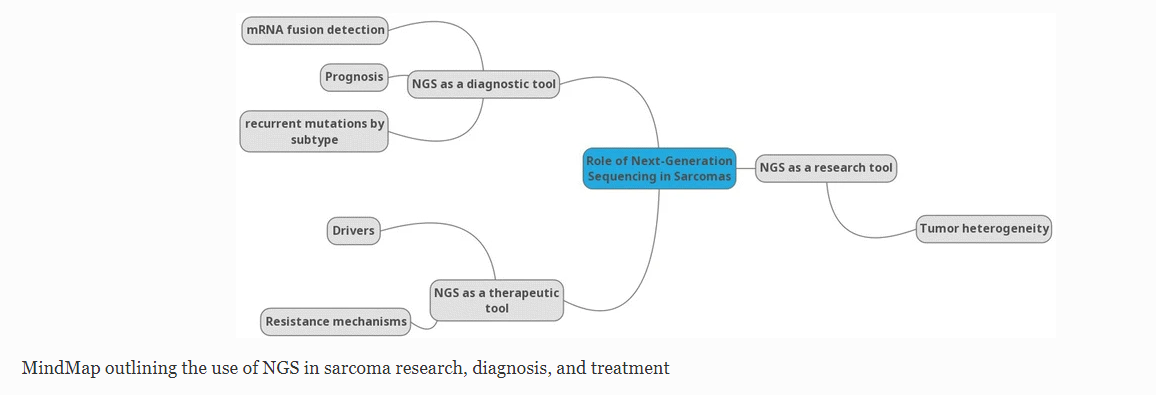 mRNA fusion detection
Prognosis
NGS as a diagnostic tool
recurrent mutations by
subtype
Role of Next-Generation
Sequencing in Sarcomas
NGS as a research tool
Tumor heterogeneity
Drivers
NGS as a therapeutic
tool
Resistance mechanisms
MindMap outlining the use of NGS in sarcoma research, diagnosis, and treatment